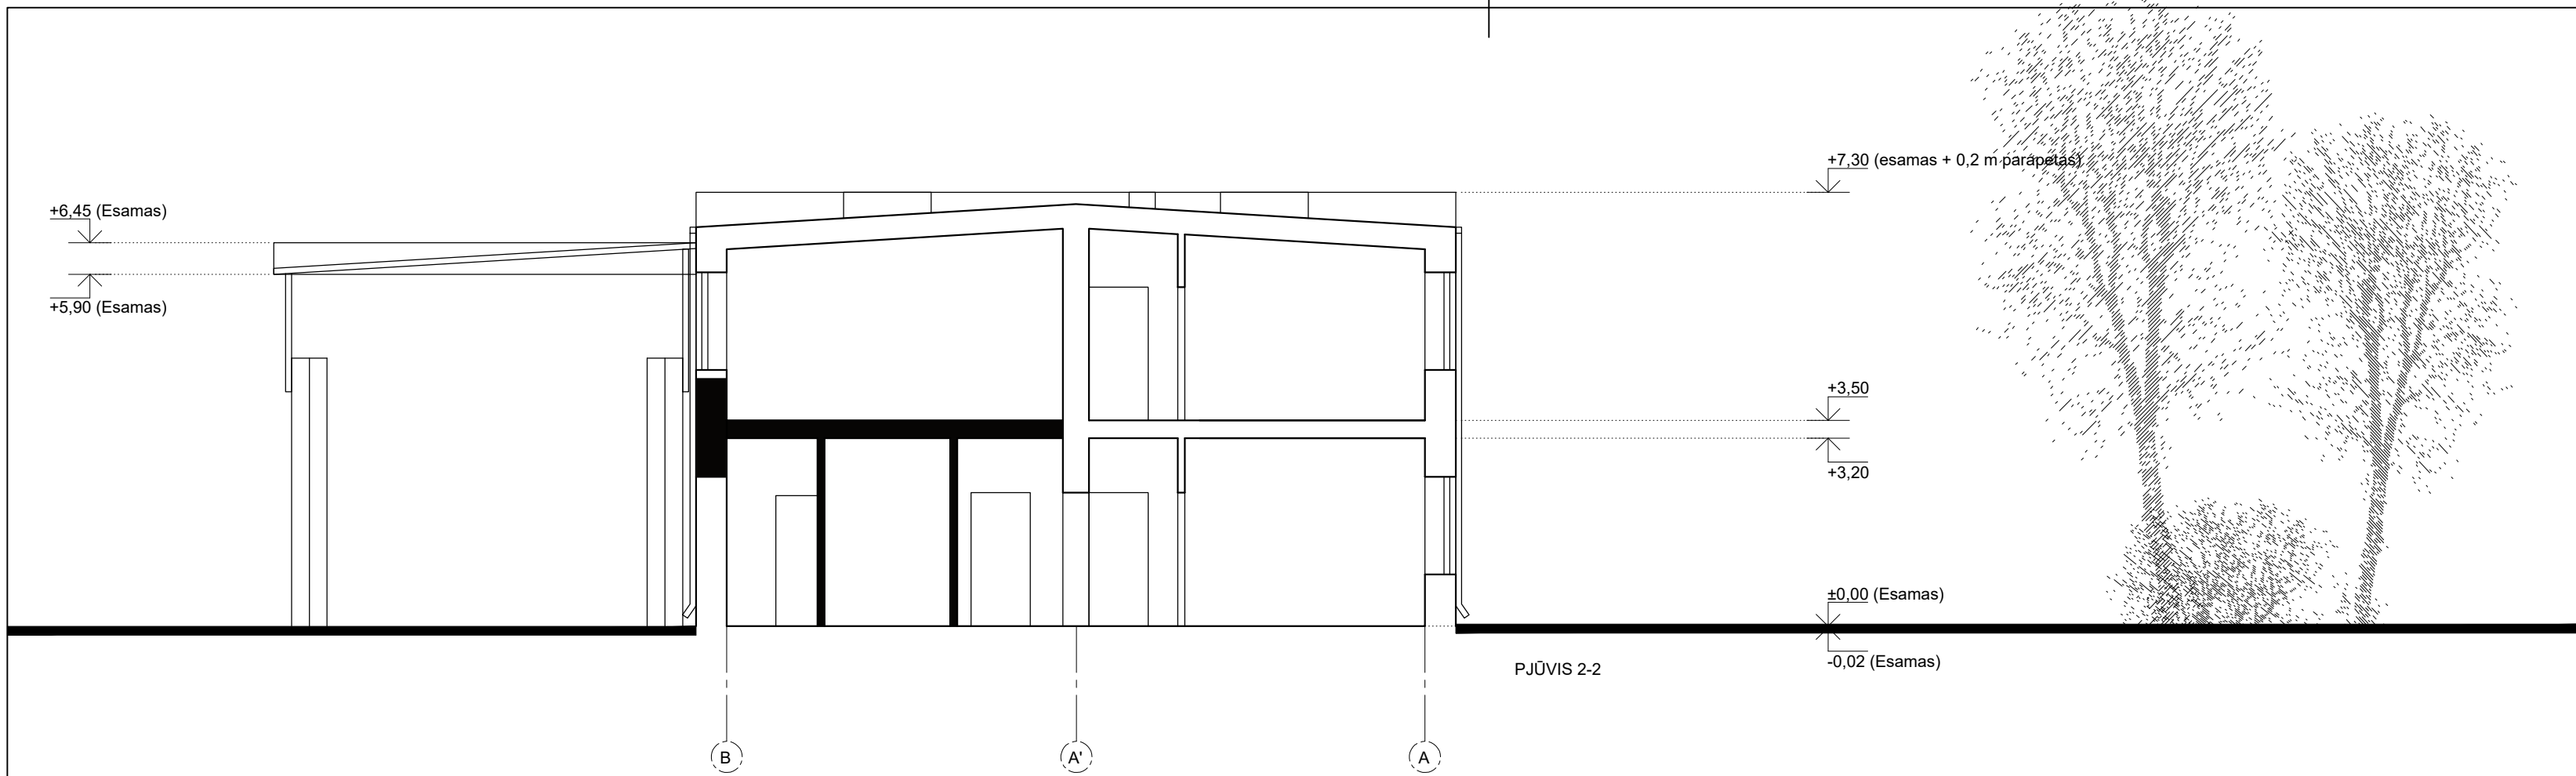 +7,30 (esamas + 0,2 m parapetas)
+6,45 (Esamas)
+5,90 (Esamas)
+3,50
+3,20
±0,00 (Esamas)
-0,02 (Esamas)
PJŪVIS 2-2
B
A'
A